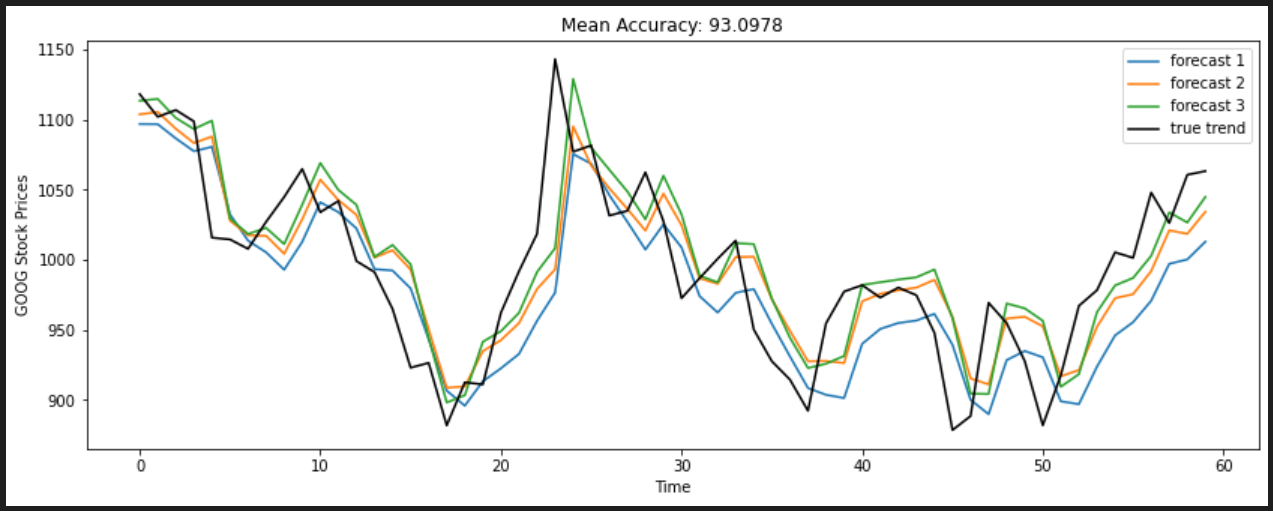 Mean Accuracy: 93.0978
1150
1100
1050
1000
950
900
GOOG Stock Prices
forecast 1
forecast 2
forecast 3
true trend
0 10 20 30 40 50 60
Time